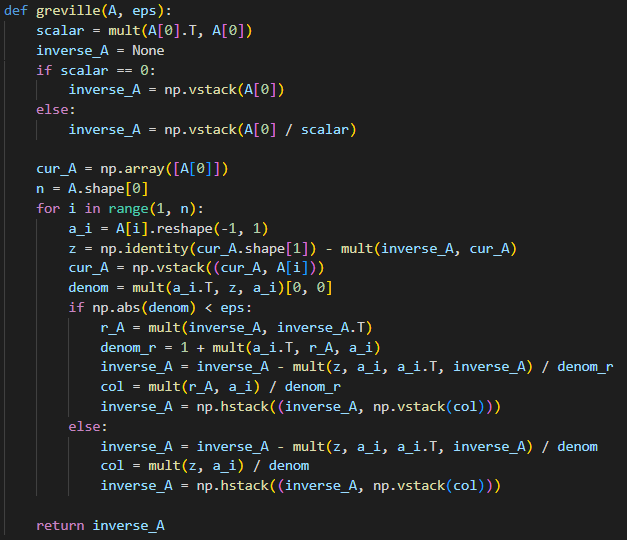 def greville(A, eps):
    scalar = mult(A[0].T, A[0])
    inverse_A = None
    if scalar == 0:
        inverse_A = np.vstack(A[0])
    else:
        inverse_A = np.vstack(A[0] / scalar)

    cur_A = np.array([A[0]])
    n = A.shape[0]
    for i in range(1, n):
        a_i = A[i].reshape(-1, 1)
        z = np.identity(cur_A.shape[1]) - mult(inverse_A, cur_A)
        cur_A = np.vstack((cur_A, A[i]))
        denom = mult(a_i.T, z, a_i)[0, 0]
        if np.abs(denom) < eps:
            r_A = mult(inverse_A, inverse_A.T)
            denom_r = 1 + mult(a_i.T, r_A, a_i)
            inverse_A = inverse_A - mult(z, a_i, a_i.T, inverse_A) / denom_r
            col = mult(r_A, a_i) / denom_r
            inverse_A = np.hstack((inverse_A, np.vstack(col)))
        else:
            inverse_A = inverse_A - mult(z, a_i, a_i.T, inverse_A) / denom
            col = mult(z, a_i) / denom
            inverse_A = np.hstack((inverse_A, np.vstack(col)))

    return inverse_A